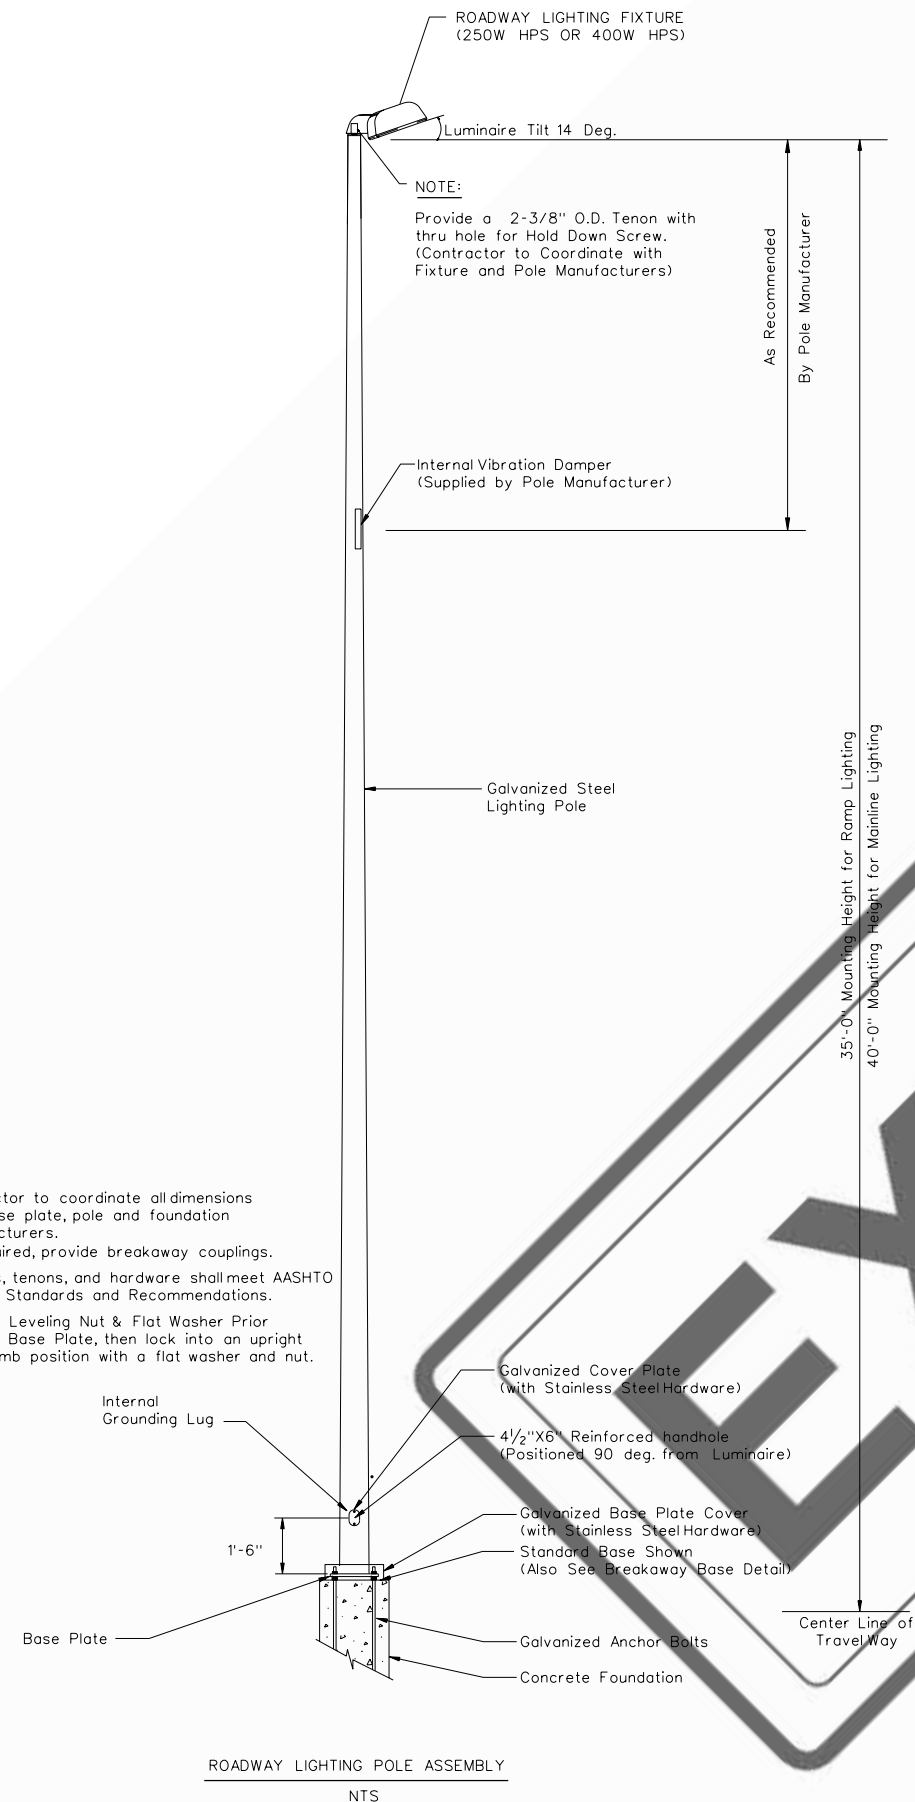 ROADWAY LIGHTING FIXTURE
(250W HPS OR 400W HPS)
Luminaire Tilt 14 Deg.
NOTE:
Provide a 2-3/8" O.D. Tenon with
thru hole for Hold Down Screw.
(Contractor to Coordinate with
Fixture and Pole Manufacturers)
As Recommended
By Pole Manufacturer
Internal Vibration Damper
(Supplied by Pole Manufacturer)
Galvanized Steel
Lighting Pole
35'-0" Mounting Height for Ramp Lighting
40'-0" Mounting Height for Mainline Lighting
to coordinate all dimensions
plate, pole and foundation
provide breakaway couplings.
tenons, and hardware shall meet AASHTO
Standards and Recommendations.
Leveling Nut & Flat Washer Prior
Base Plate, then lock into an upright
position with a flat washer and nut.
Galvanized Cover Plate
(with Stainless Steel Hardware)
Internal
Grounding Lug
4 1/2"X6" Reinforced handhole
(Positioned 90 deg. from Luminaire)
Galvanized Base Plate Cover
(with Stainless Steel Hardware)
1'-6"
Standard Base Shown
(Also See Breakaway Base Detail)
Center Line of
Travel Way
Base Plate
Galvanized Anchor Bolts
Concrete Foundation
ROADWAY LIGHTING POLE ASSEMBLY
NTS
EX